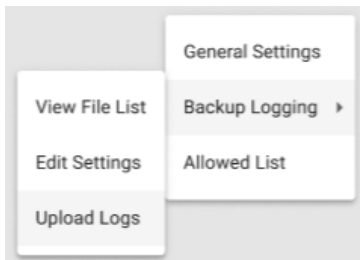 General Settings
Backup Logging
Allowed List
View File List
Edit Settings
Upload Logs